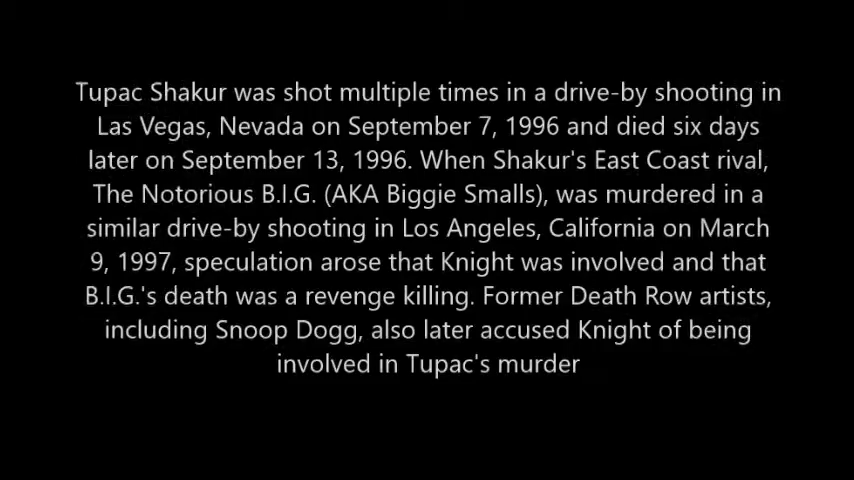 Tupac Shakur was shot multiple times in a drive-by shooting in
Las Vegas, Nevada on September 7, 1996 and died six days
later on September 13, 1996. When Shakur's East Coast rival,
The Notorious B.I.G. (AKA Biggie Smalls), was murdered in a
similar drive-by shooting in Los Angeles, California on March
9, 1997, speculation arose that Knight was involved and that
B.I.G.'s death was a revenge killing. Former Death Row artists,
including Snoop Dogg, also later accused Knight of being
involved in Tupac's murder